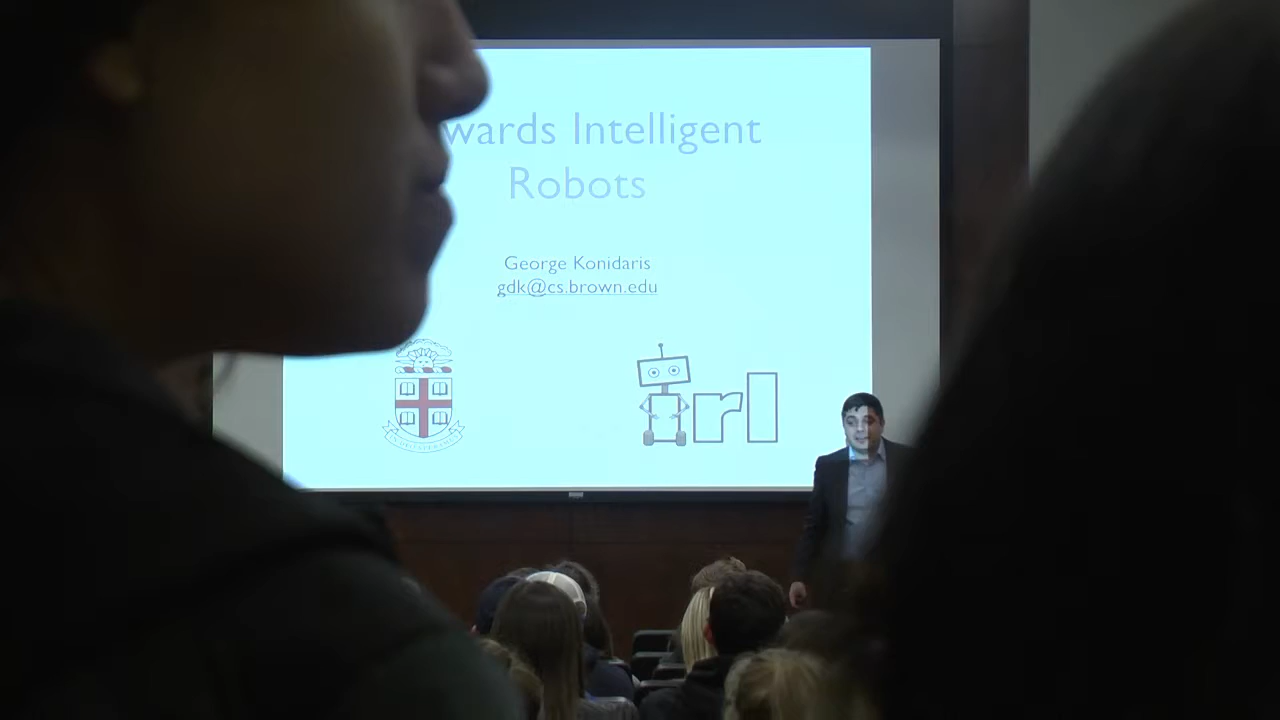 wards Intelligent
Robots
George Konidaris
gdk@cs.brown.edu
rl